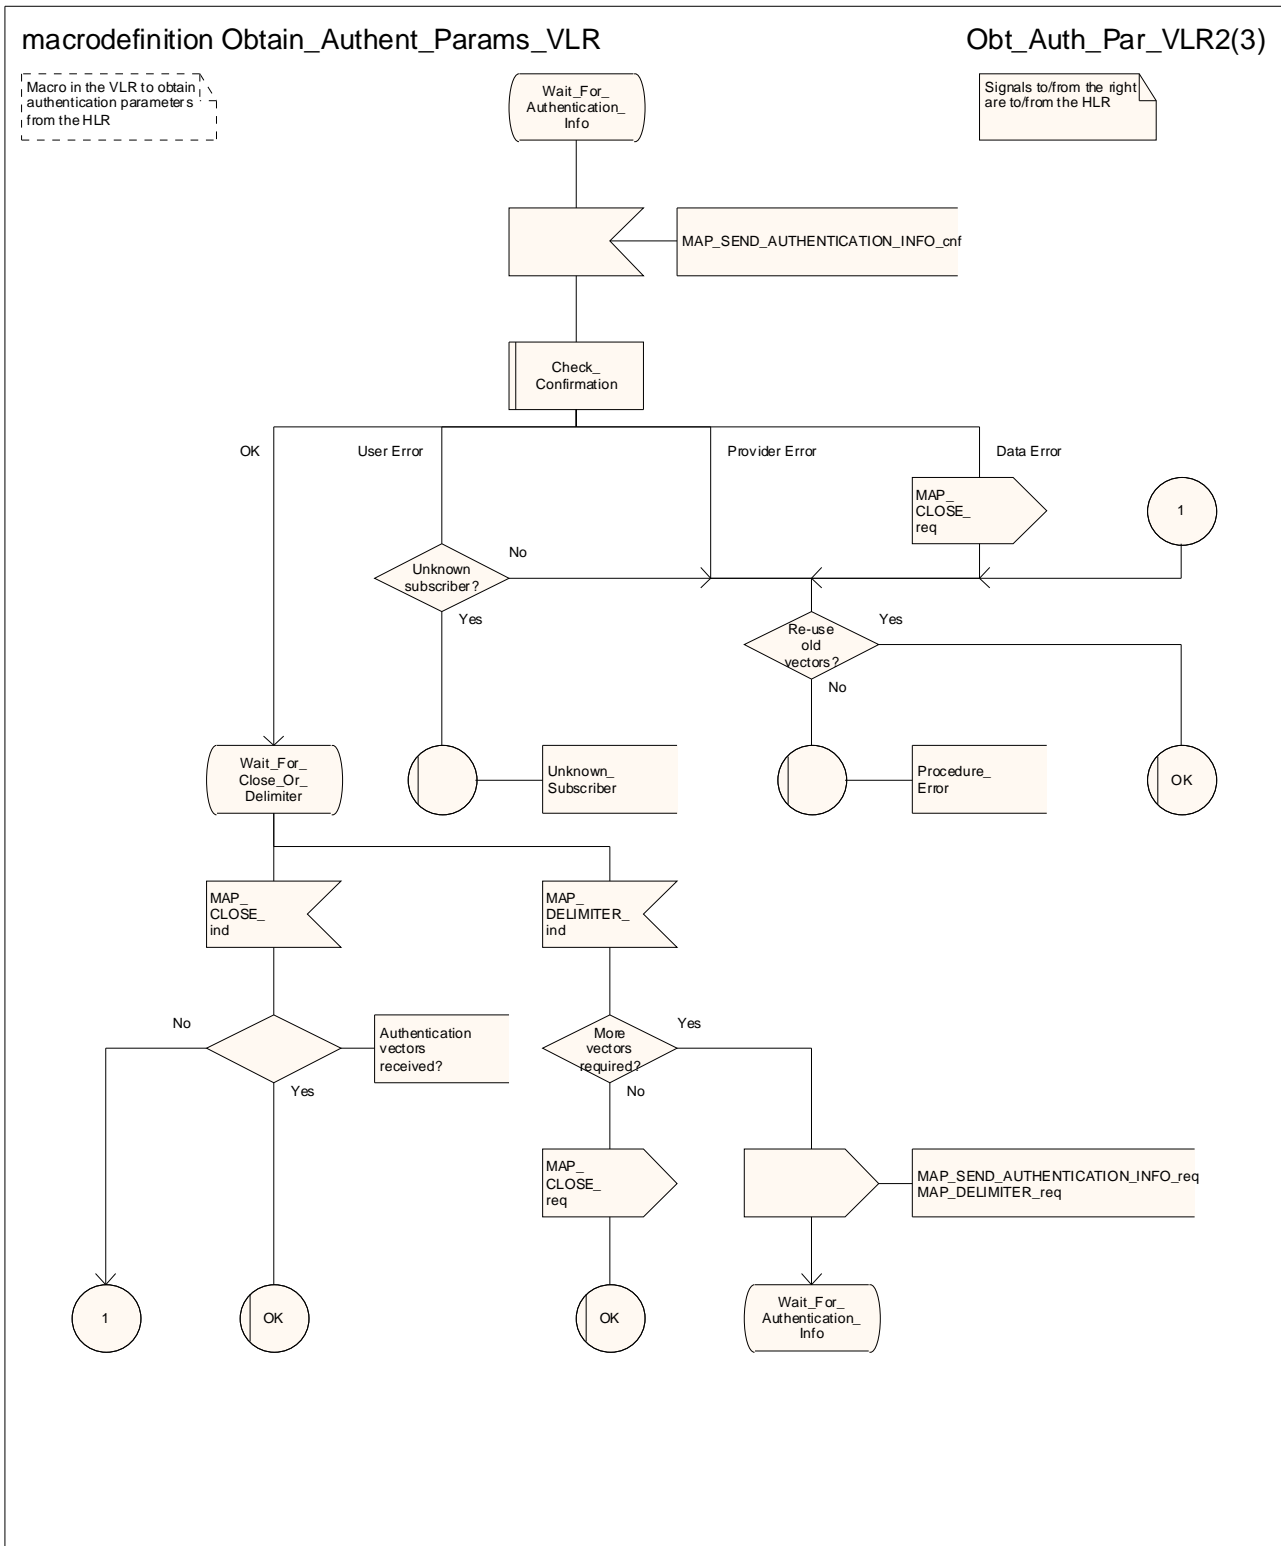 macrodefinition Obtain_Authent_Params_VLR
Obt_Auth_Par_VLR2(3)
Macro in the VLR to obtain
authentication parameters
from the HLR
Wait_For_
Authentication_
Info
Signals to/from the right
are to/from the HLR
MAP_SEND_AUTHENTICATION_INFO_cnf
Check_
Confirmation
OK
User Error
Provider Error
Data Error
MAP_
CLOSE_
req
1
Unknown
subscriber?
No
Yes
Re-use
old
vectors?
Yes
No
Wait_For_
Close_Or_
Delimiter
Unknown_
Subscriber
Procedure_
Error
OK
MAP_
CLOSE_
ind
MAP_
DELIMITER_
ind
No
Authentication
vectors
received?
Yes
More
vectors
required?
Yes
No
MAP_
CLOSE_
req
MAP_SEND_AUTHENTICATION_INFO_req
MAP_DELIMITER_req
1
OK
OK
Wait_For_
Authentication_
Info